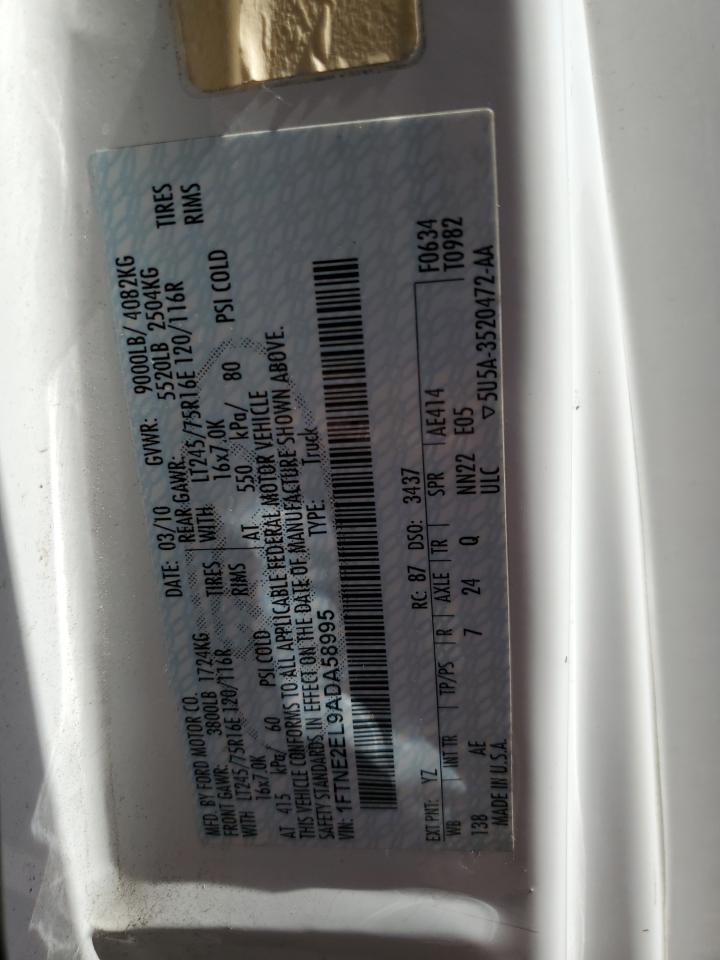 MFD. BY FORD MOTOR CO. DATE: 03/10 GVWR: 9000LB/ 4082KG
FRONT GAWR: 3800LB 1724KG REAR GAWR: 5520LB 2504KG
WITH LT245/75R16E 120/116R TIRES WITH LT245/75R16E 120/116R TIRES
16x7.0K RIMS 16x7.0K RIMS
AT 415 kPa/ 60 PSI COLD AT 550 kPa/ 80 PSI COLD
THIS VEHICLE CONFORMS TO ALL APPLICABLE FEDERAL MOTOR VEHICLE
SAFETY STANDARDS IN EFFECT ON THE DATE OF MANUFACTURE SHOWN ABOVE.
VIN: 1FTNE2EL9ADA58995 TYPE: Truck
F0634
EXT PNT: YZ RC: 87 DSO: 3437 T0982
WB INT TR TP/PS R AXLE TR SPR AE414
138 AE 7 24 Q NN22 E05
MADE IN U.S.A. ULC ▽5U5A-3520472-AA